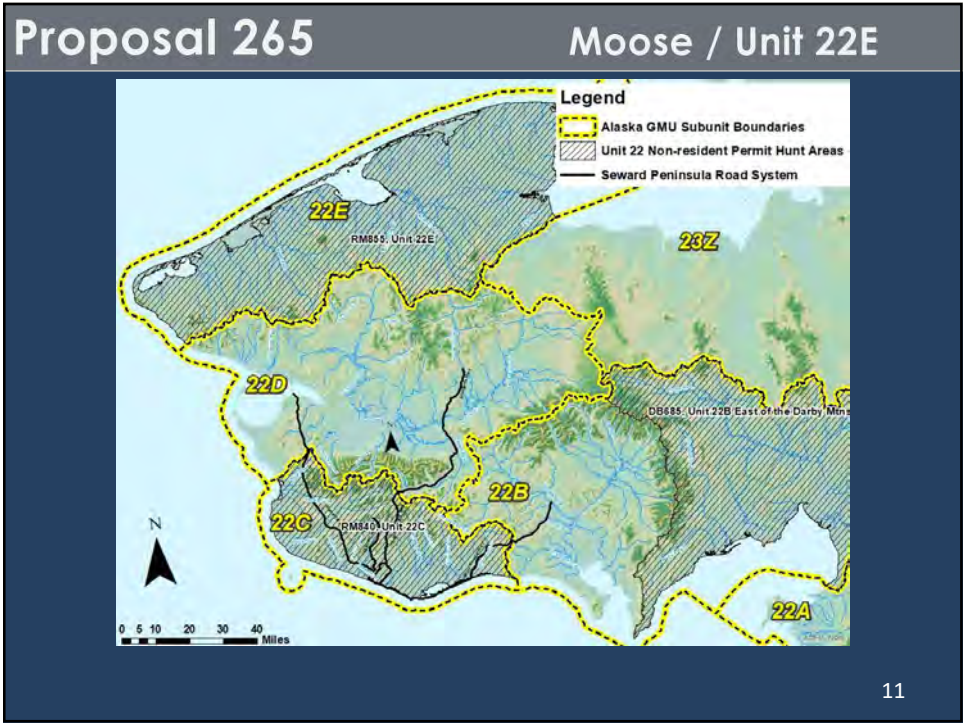 Proposal 265
Moose / Unit 22E
Legend
Alaska GMU Subunit Boundaries
Unit 22 Non-resident Permit Hunt Areas
Seward Peninsula Road System
22E
RM855, Unit 22E
23Z
22D
DB685, Unit 22B East of the Darby Mtns
N
22B
22C
RM840, Unit 22C
N
22A
0 5 10 20 30 40
Miles
11